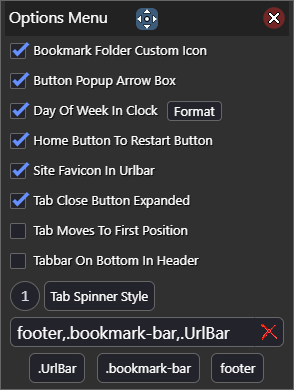 Options Menu
Bookmark Folder Custom Icon
Button Popup Arrow Box
Day Of Week In Clock Format
Home Button To Restart Button
Site Favicon In Urlbar
Tab Close Button Expanded
Tab Moves To First Position
Tabbar On Bottom In Header
1 Tab Spinner Style
footer,.bookmark-bar,.UrlBar
.UrlBar .bookmark-bar footer